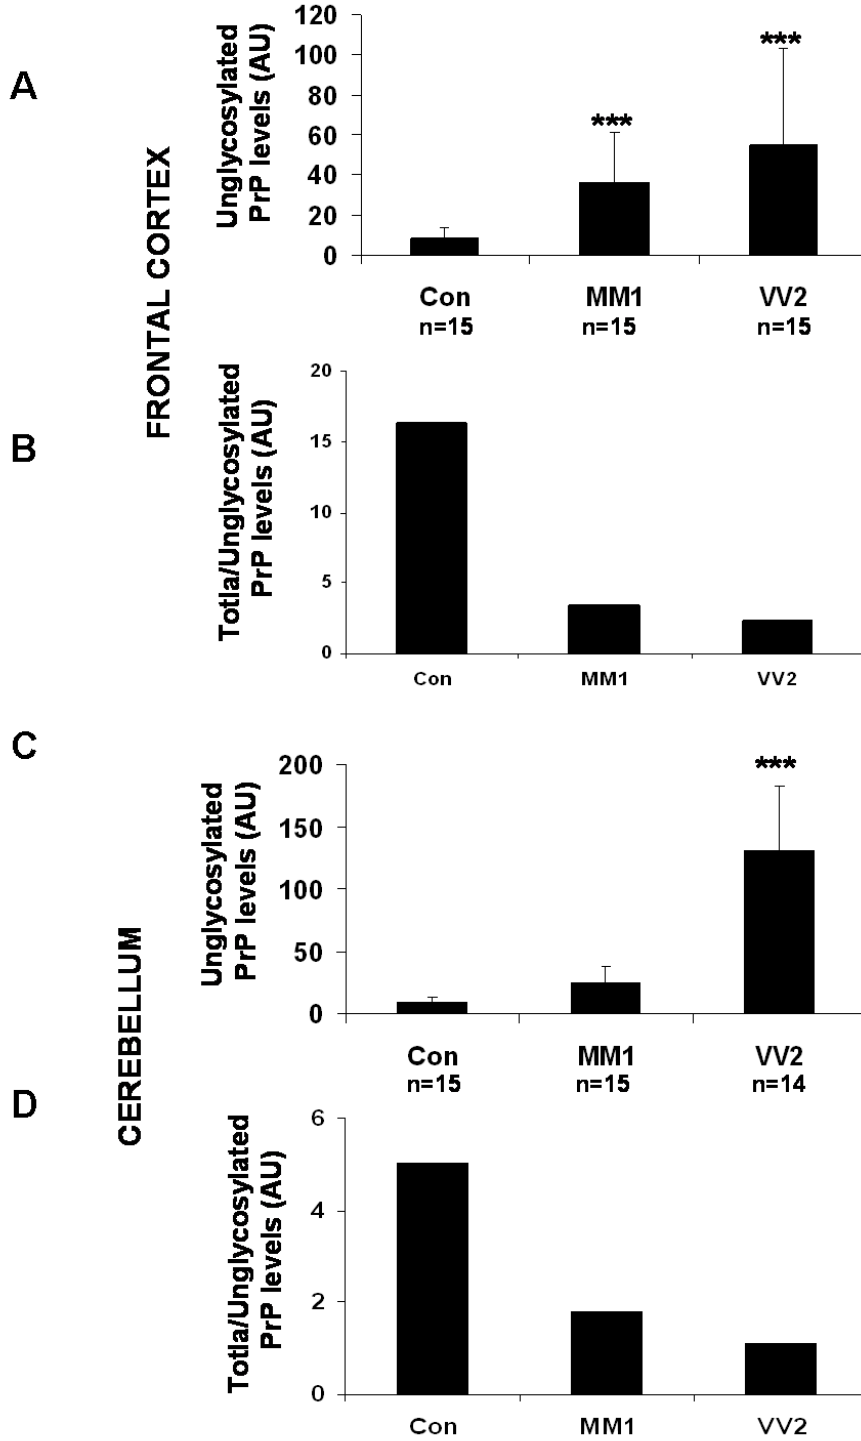 A
FRONTAL CORTEX
Unglycosylated
PrP levels (AU)
120
100
80
60
40
20
0
***
***
Con
MM1
VV2
n=15
n=15
n=15
B
Totla/Unglycosylated
PrP levels (AU)
20
15
10
5
0
Con
MM1
VV2
C
CEREBELLUM
Unglycosylated
PrP levels (AU)
200
150
100
50
0
***
Con
MM1
VV2
n=15
n=15
n=14
D
Totla/Unglycosylated
PrP levels (AU)
6
4
2
0
Con
MM1
VV2